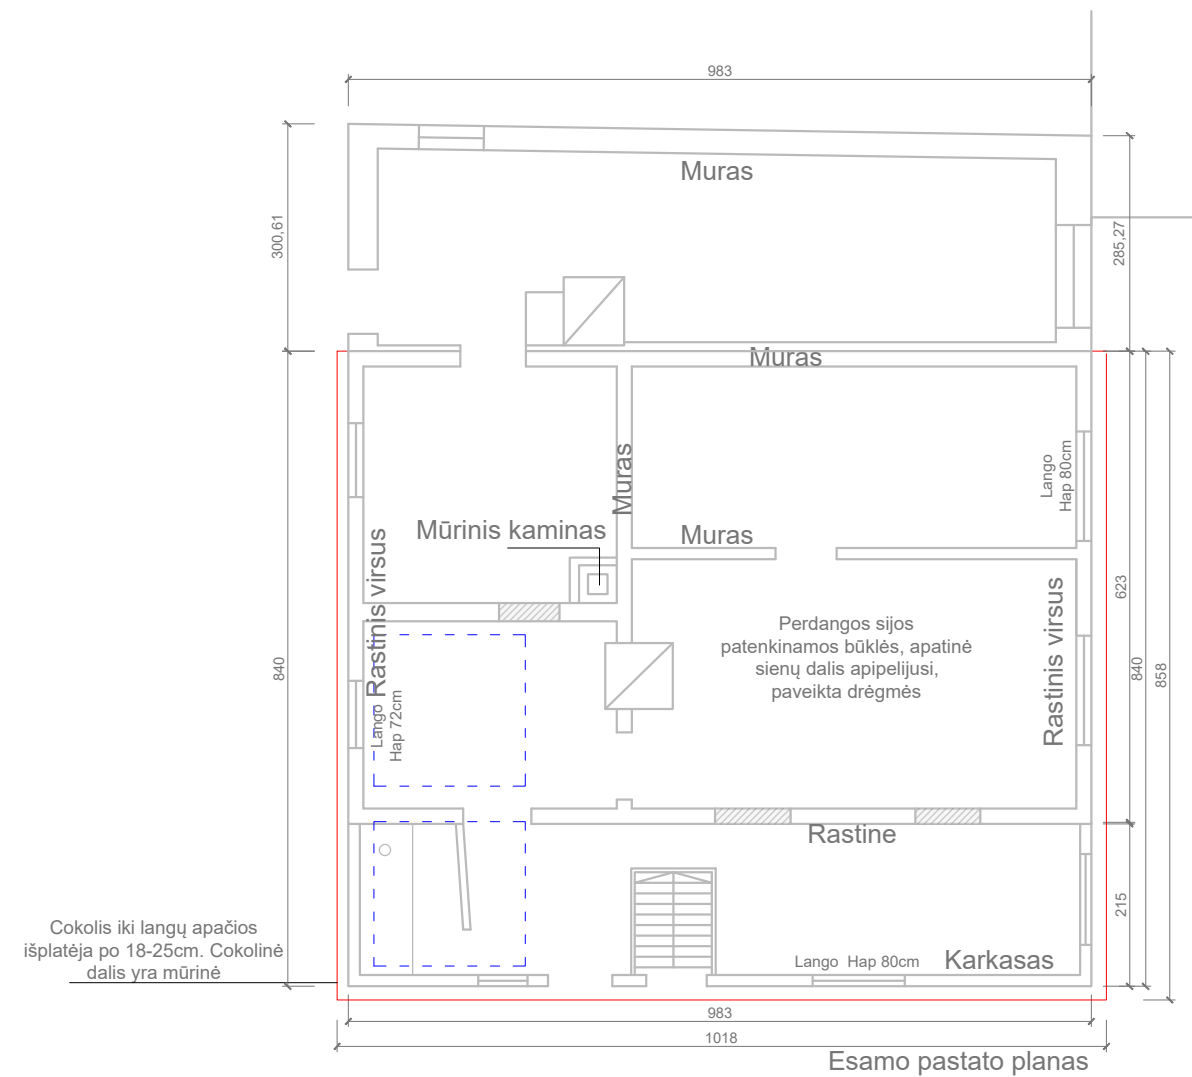 983
Muras
300,61
285,27
Muras
Muras
Lango
Hap 80cm
Mūrinis kaminas
Muras
Rastinis virsus
623
Rastinis virsus
Perdangos sijos
patenkinamos būklės, apatinė
sienų dalis apipelijusi,
paveikta drėgmės
840
840
858
Lango
Hap 72cm
Rastine
215
Cokolis iki langų apačios
išplatėja po 18-25cm. Cokolinė
dalis yra mūrinė
Lango  Hap 80cm
Karkasas
983
1018
Esamo pastato planas